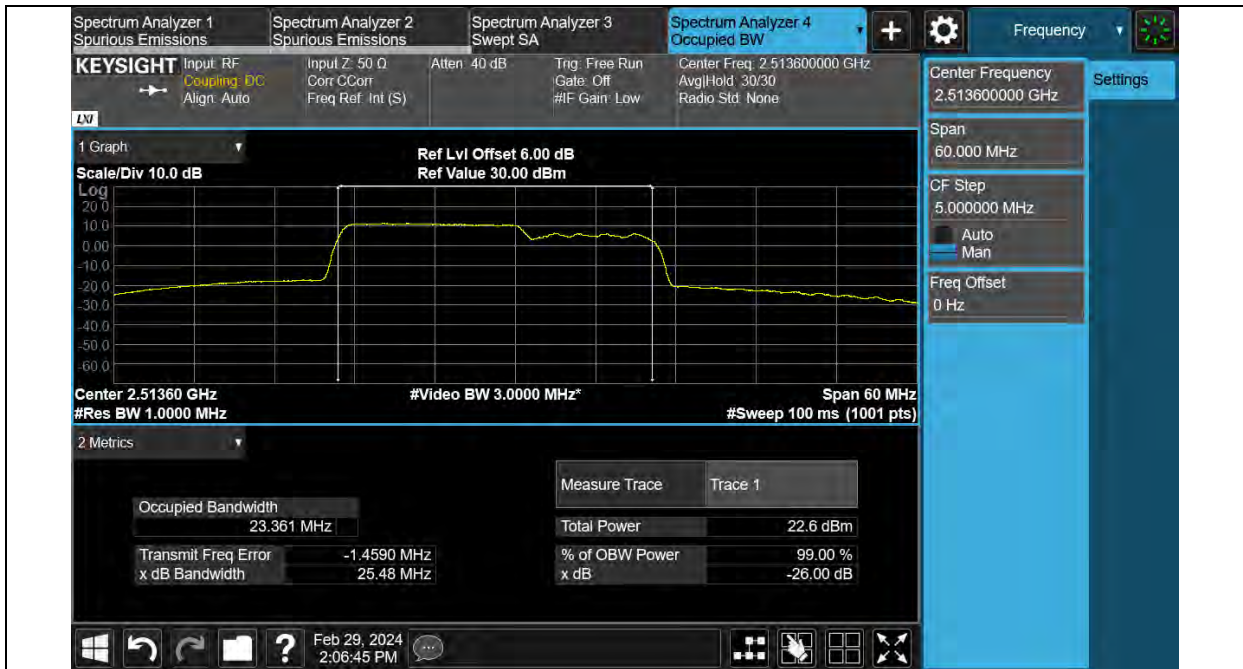 Spectrum Analyzer 1
Spurious Emissions
Spectrum Analyzer 2
Spurious Emissions
Spectrum Analyzer 3
Swept SA
Spectrum Analyzer 4
Occupied BW
Frequency
KEYSIGHT
LXI
Input: RF
Coupling: DC
Align: Auto
Input Z: 50 Ω
Corr CCorr
Freq Ref: Int (S)
Atten: 40 dB
Trig: Free Run
Gate: Off
#IF Gain: Low
Center Freq: 2.513600000 GHz
Avg|Hold: 30/30
Radio Std: None
Center Frequency
2.513600000 GHz
Settings
Span
60.000 MHz
CF Step
5.000000 MHz
Auto
Man
Freq Offset
0 Hz
1 Graph
Scale/Div 10.0 dB
Ref Lvl Offset 6.00 dB
Ref Value 30.00 dBm
Log
20.0
10.0
0.00
-10.0
-20.0
-30.0
-40.0
-50.0
-60.0
Center 2.51360 GHz
#Video BW 3.0000 MHz*
Span 60 MHz
#Res BW 1.0000 MHz
#Sweep 100 ms (1001 pts)
2 Metrics
Measure Trace
Trace 1
Occupied Bandwidth
23.361 MHz
Total Power
22.6 dBm
Transmit Freq Error
-1.4590 MHz
% of OBW Power
99.00 %
x dB Bandwidth
25.48 MHz
x dB
-26.00 dB
?
Feb 29, 2024
2:06:45 PM